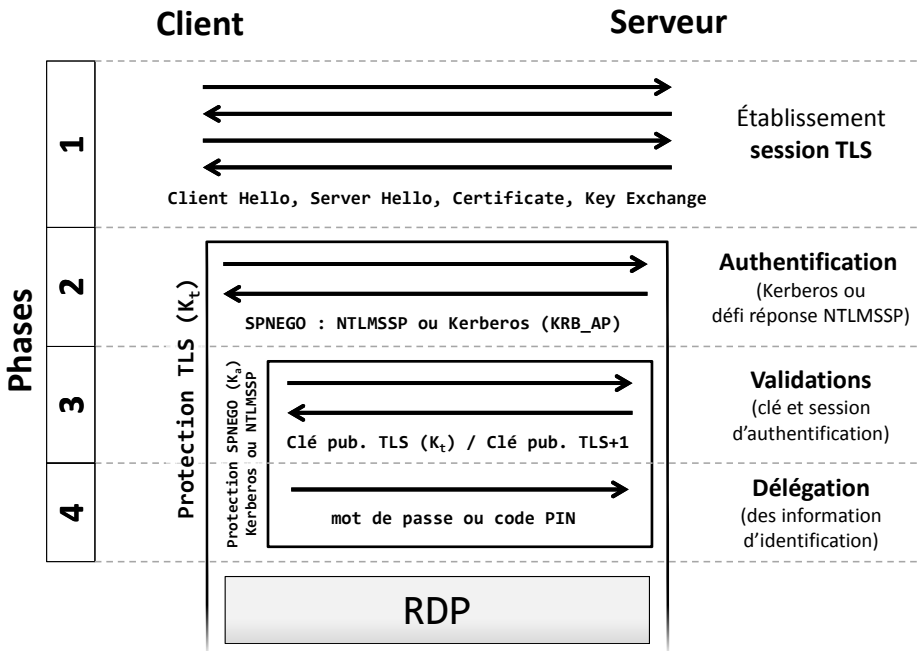 Client
Serveur
Phases
1
Établissement
session TLS
Client Hello, Server Hello, Certificate, Key Exchange
2
Protection TLS (Kt)
SPNEGO : NTLMSSP ou Kerberos (KRB_AP)
Authentification
(Kerberos ou
défi réponse NTLMSSP)
3
Protection SPNEGO (Ka)
Kerberos ou NTLMSSP
Clé pub. TLS (Kt) / Clé pub. TLS+1
Validations
(clé et session
d’authentification)
4
mot de passe ou code PIN
Délégation
(des information
d’identification)
RDP